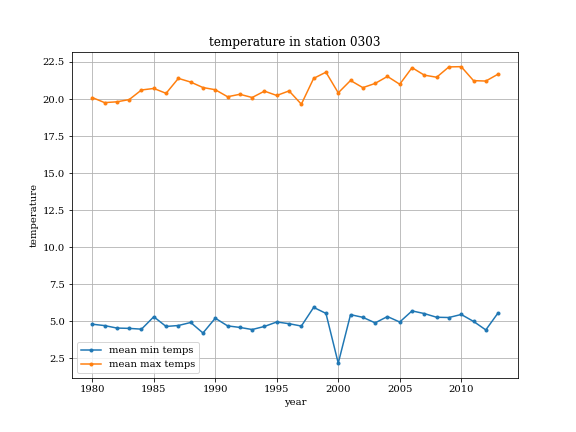 temperature in station 0303
22.5
20.0
17.5
15.0
12.5
10.0
7.5
5.0
2.5
temperature
mean min temps
mean max temps
1980 1985 1990 1995 2000 2005 2010
year